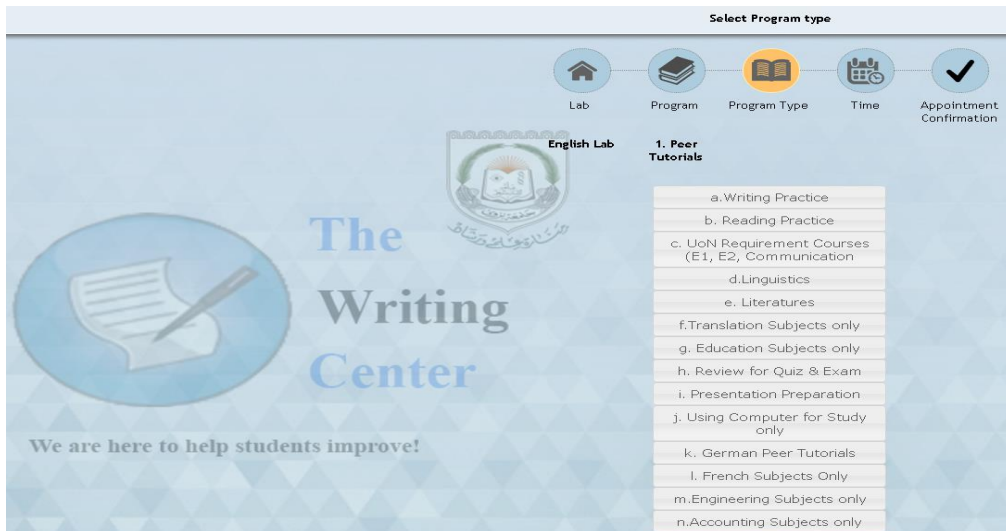 Select Program type
Lab
Program
Program Type
Time
Appointment
Confirmation
English Lab
1. Peer
Tutorials
The
Writing
Center
We are here to help students improve!
a.Writing Practice
b. Reading Practice
c. UoN Requirement Courses
(E1, E2, Communication
d.Linguistics
e. Literatures
f.Translation Subjects only
g. Education Subjects only
h. Review for Quiz & Exam
i. Presentation Preparation
j. Using Computer for Study
only
k. German Peer Tutorials
l. French Subjects Only
m.Engineering Subjects only
n.Accounting Subjects only